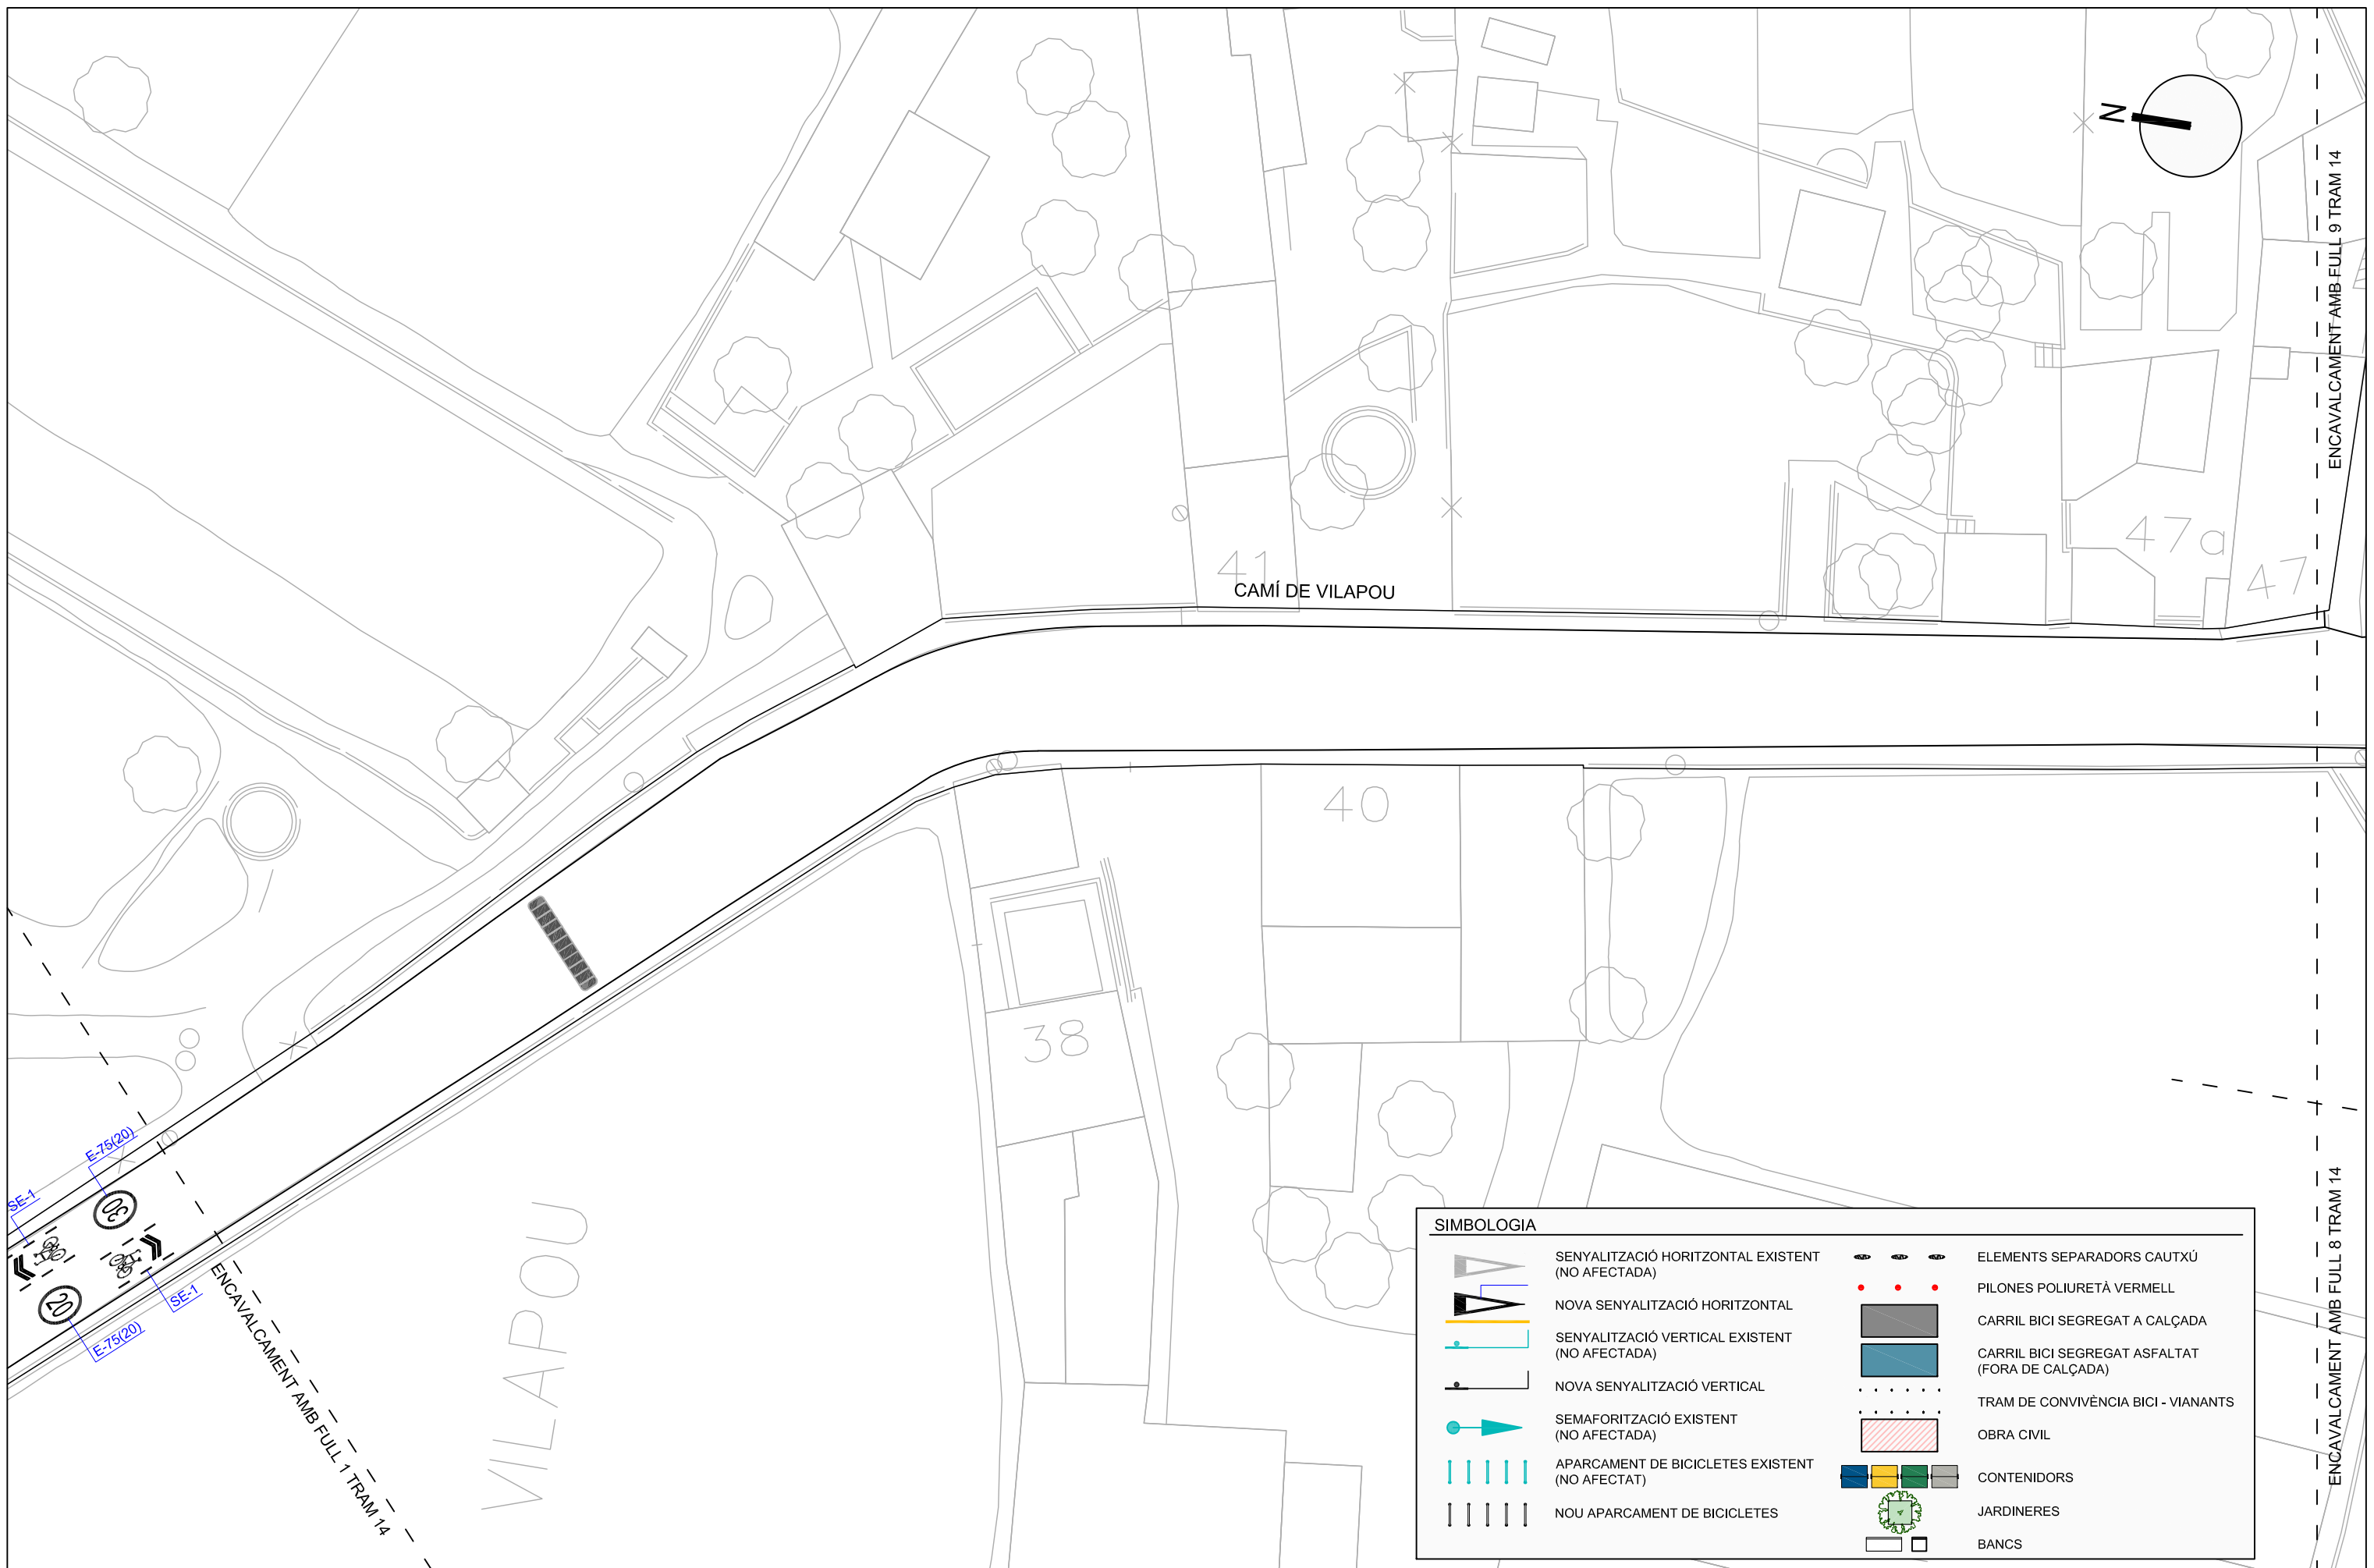 N
ENCAVALCAMENT AMB FULL 9 TRAM 14
47a
47
41
CAMÍ DE VILAPOU
40
38
E-75(20)
SE-1
30
20
SE-1
E-75(20)
ENCAVALCAMENT AMB FULL 1 TRAM 14
VILAPOU
ENCAVALCAMENT AMB FULL 8 TRAM 14
SIMBOLOGIA
SENYALITZACIÓ HORITZONTAL EXISTENT
(NO AFECTADA)
NOVA SENYALITZACIÓ HORITZONTAL
SENYALITZACIÓ VERTICAL EXISTENT
(NO AFECTADA)
NOVA SENYALITZACIÓ VERTICAL
SEMAFORITZACIÓ EXISTENT
(NO AFECTADA)
APARCAMENT DE BICICLETES EXISTENT
(NO AFECTAT)
NOU APARCAMENT DE BICICLETES
ELEMENTS SEPARADORS CAUTXÚ
PILONES POLIURETÀ VERMELL
CARRIL BICI SEGREGAT A CALÇADA
CARRIL BICI SEGREGAT ASFALTAT
(FORA DE CALÇADA)
TRAM DE CONVIVÈNCIA BICI - VIANANTS
OBRA CIVIL
CONTENIDORS
JARDINERES
BANCS